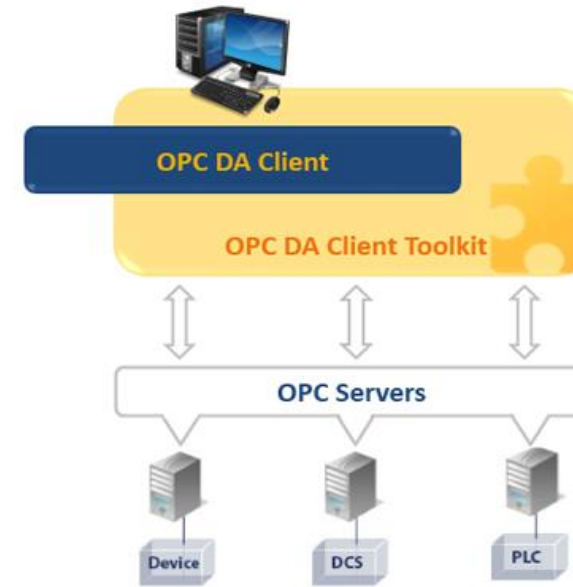 OPC DA Client
OPC DA Client Toolkit
OPC Servers
Device
DCS
PLC